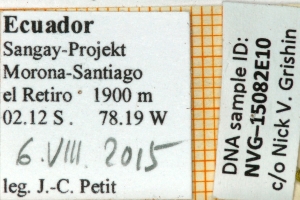 Ecuador
Sangay-Projekt
Morona-Santiago
el Retiro 1900 m
02.12 S. 78.19 W
6.VIII.2015
leg. J.-C. Petit
DNA sample ID:
NVG-15082E10
c/o Nick V. Grishin